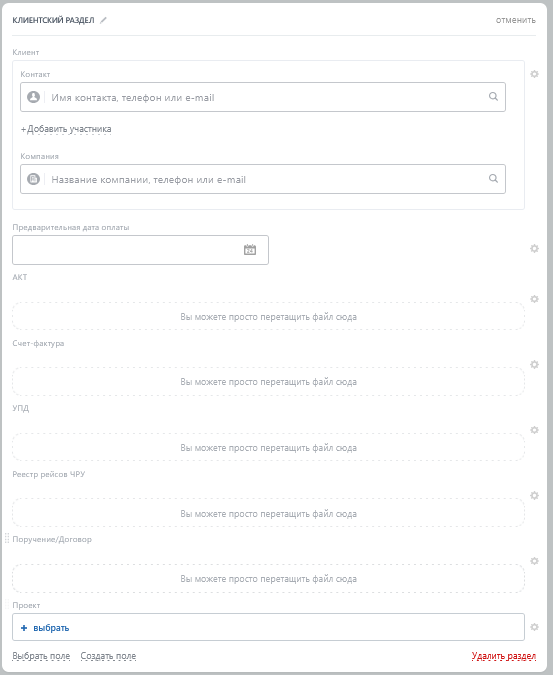 КЛИЕНТСКИЙ РАЗДЕЛ отменить
Клиент
Контакт
Имя контакта, телефон или e-mail
+Добавить участника
Компания
Название компании, телефон или e-mail
Предварительная дата оплаты
АКТ
Вы можете просто перетащить файл сюда
Счет-фактура
Вы можете просто перетащить файл сюда
УПД
Вы можете просто перетащить файл сюда
Реестр рейсов ЧРУ
Вы можете просто перетащить файл сюда
Поручение/Договор
Вы можете просто перетащить файл сюда
Проект
+ выбрать
Выбрать поле Создать поле Удалить раздел